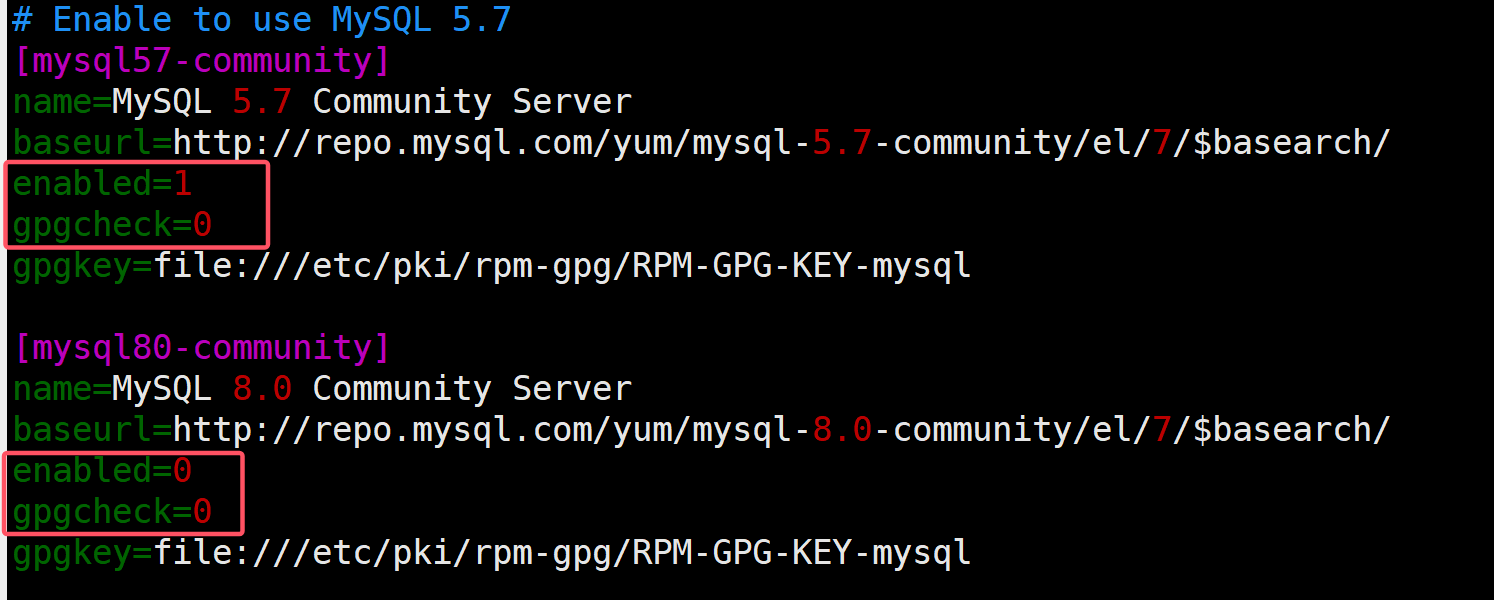 # Enable to use MySQL 5.7
[mysql57-community]
name=MySQL 5.7 Community Server
baseurl=http://repo.mysql.com/yum/mysql-5.7-community/el/7/$basearch/
enabled=1
gpgcheck=0
gpgkey=file:///etc/pki/rpm-gpg/RPM-GPG-KEY-mysql
[mysql80-community]
name=MySQL 8.0 Community Server
baseurl=http://repo.mysql.com/yum/mysql-8.0-community/el/7/$basearch/
enabled=0
gpgcheck=0
gpgkey=file:///etc/pki/rpm-gpg/RPM-GPG-KEY-mysql